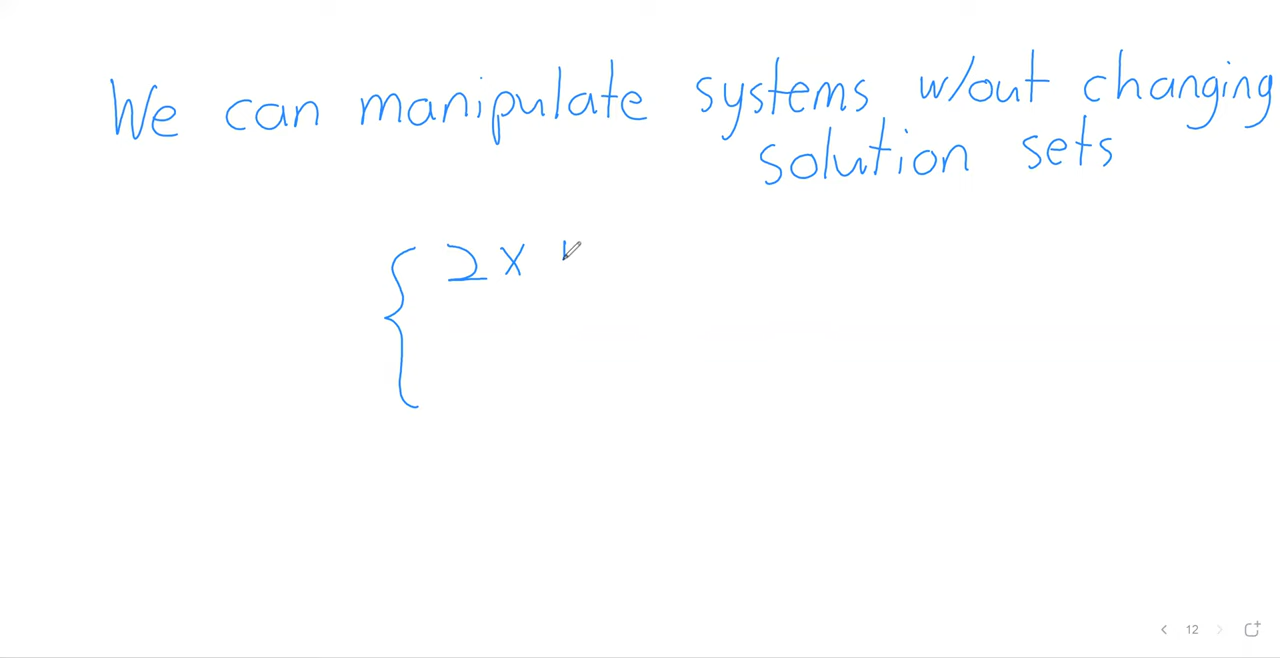 We can manipulate systems w/out changing
solution sets
{ 2x
12